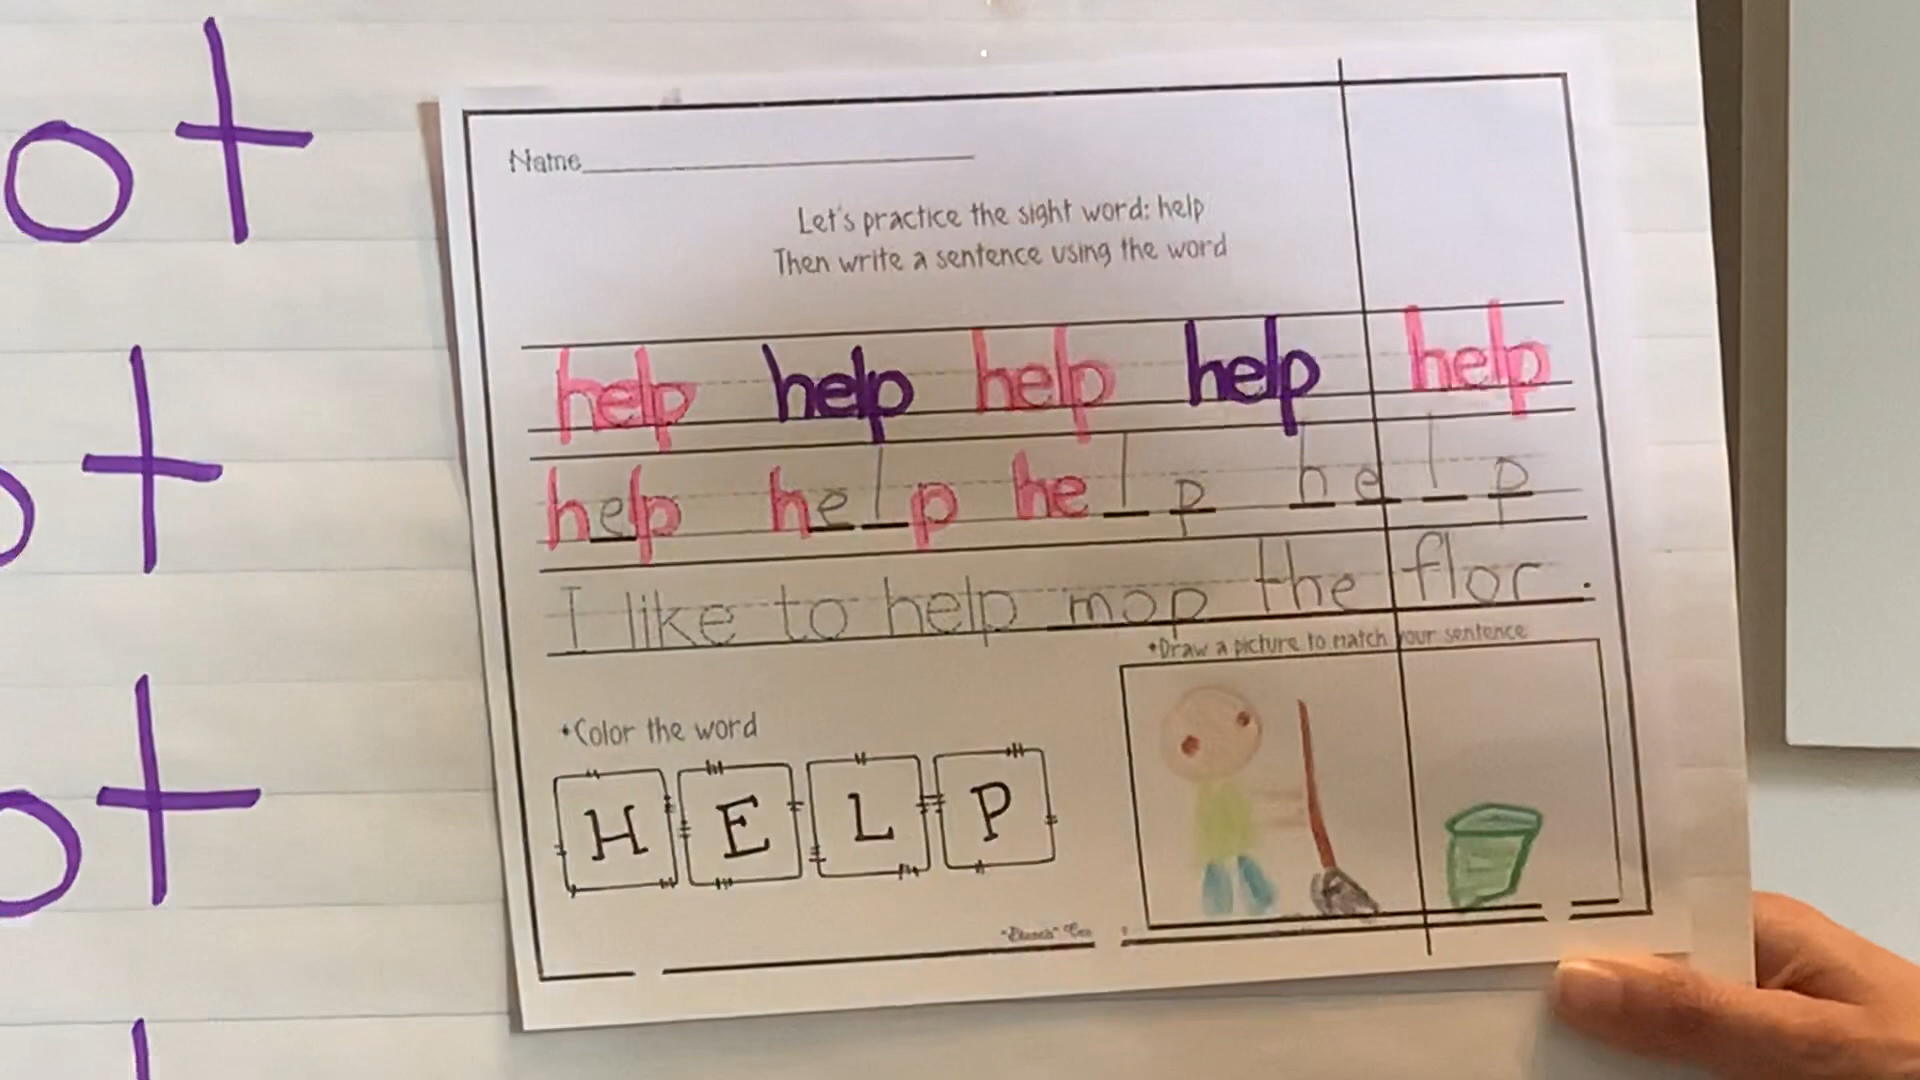 ot
ot
ot
Name
Let's practice the sight word: help
Then write a sentence using the word
help help help help help
help help help help
I like to help mop the flor.
*Draw a picture to match your sentence
*Color the word
H E L P